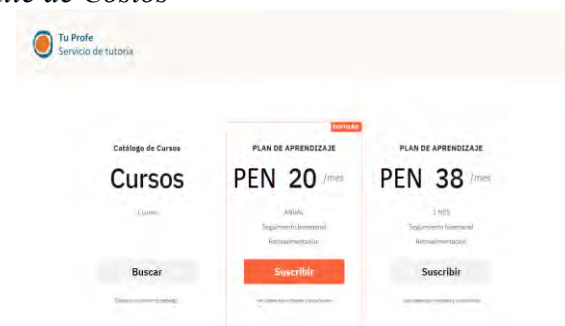 de Costos
Tu Profe
Servicio de tutoría
Catálogo de Cursos
Cursos
Buscar
POPULAR
PLAN DE APRENDIZAJE
PEN 20 /mes
ANUAL
Seguimiento bimensual
Retroalimentación
Suscribir
PLAN DE APRENDIZAJE
PEN 38 /mes
1 MES
Seguimiento bimensual
Retroalimentación
Suscribir